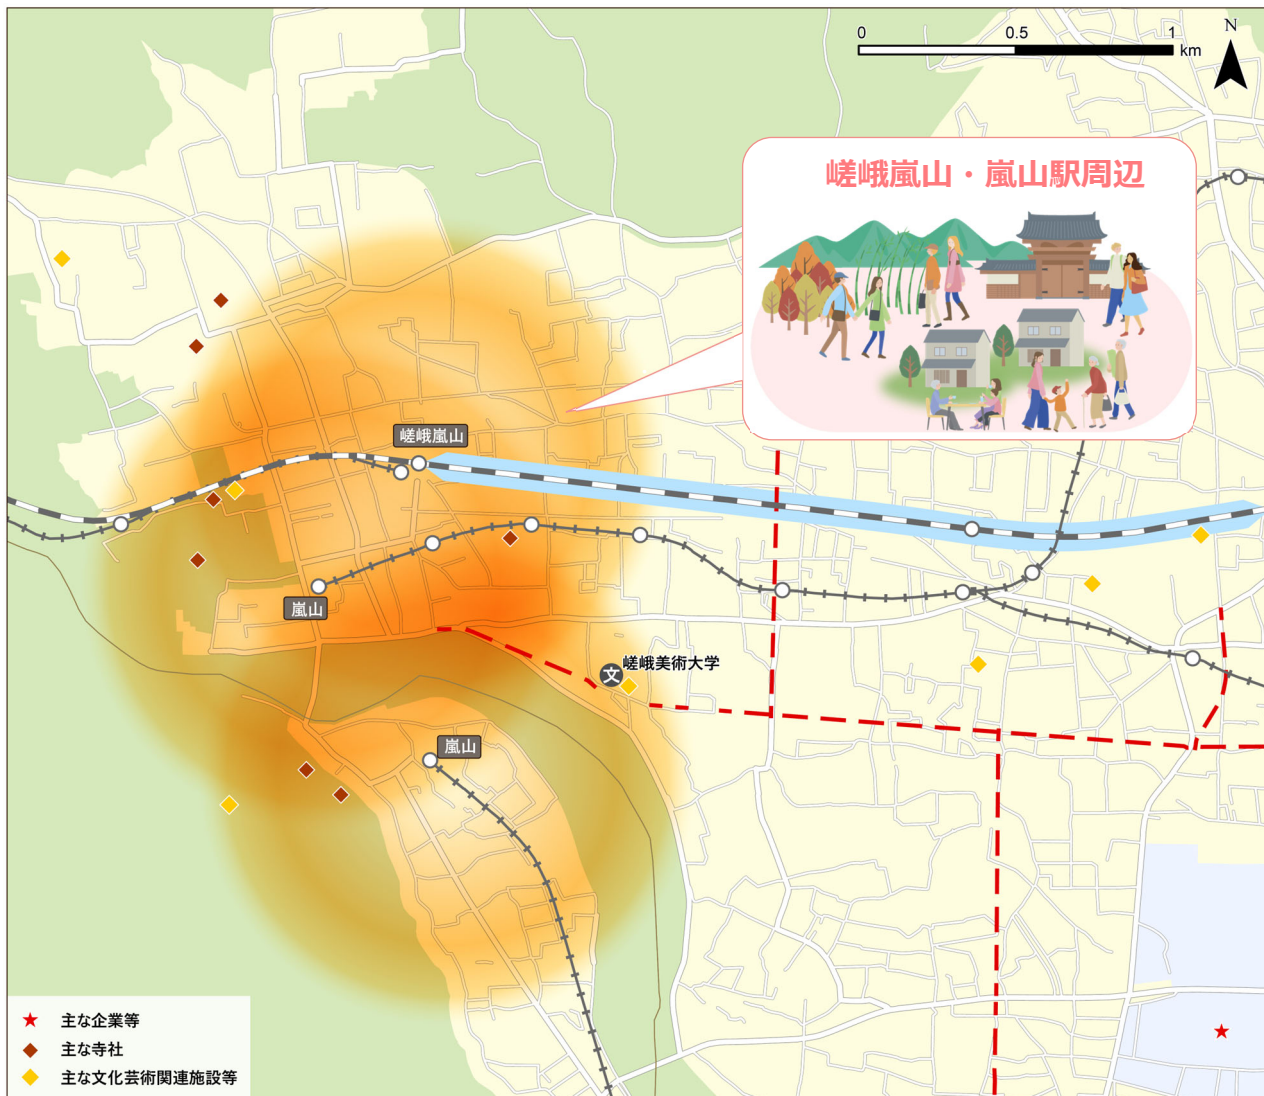 0 0.5 1
km
N
嵯峨嵐山・嵐山駅周辺
嵯峨嵐山
嵐山
文
嵯峨美術大学
嵐山
主な企業等
主な寺社
主な文化芸術関連施設等